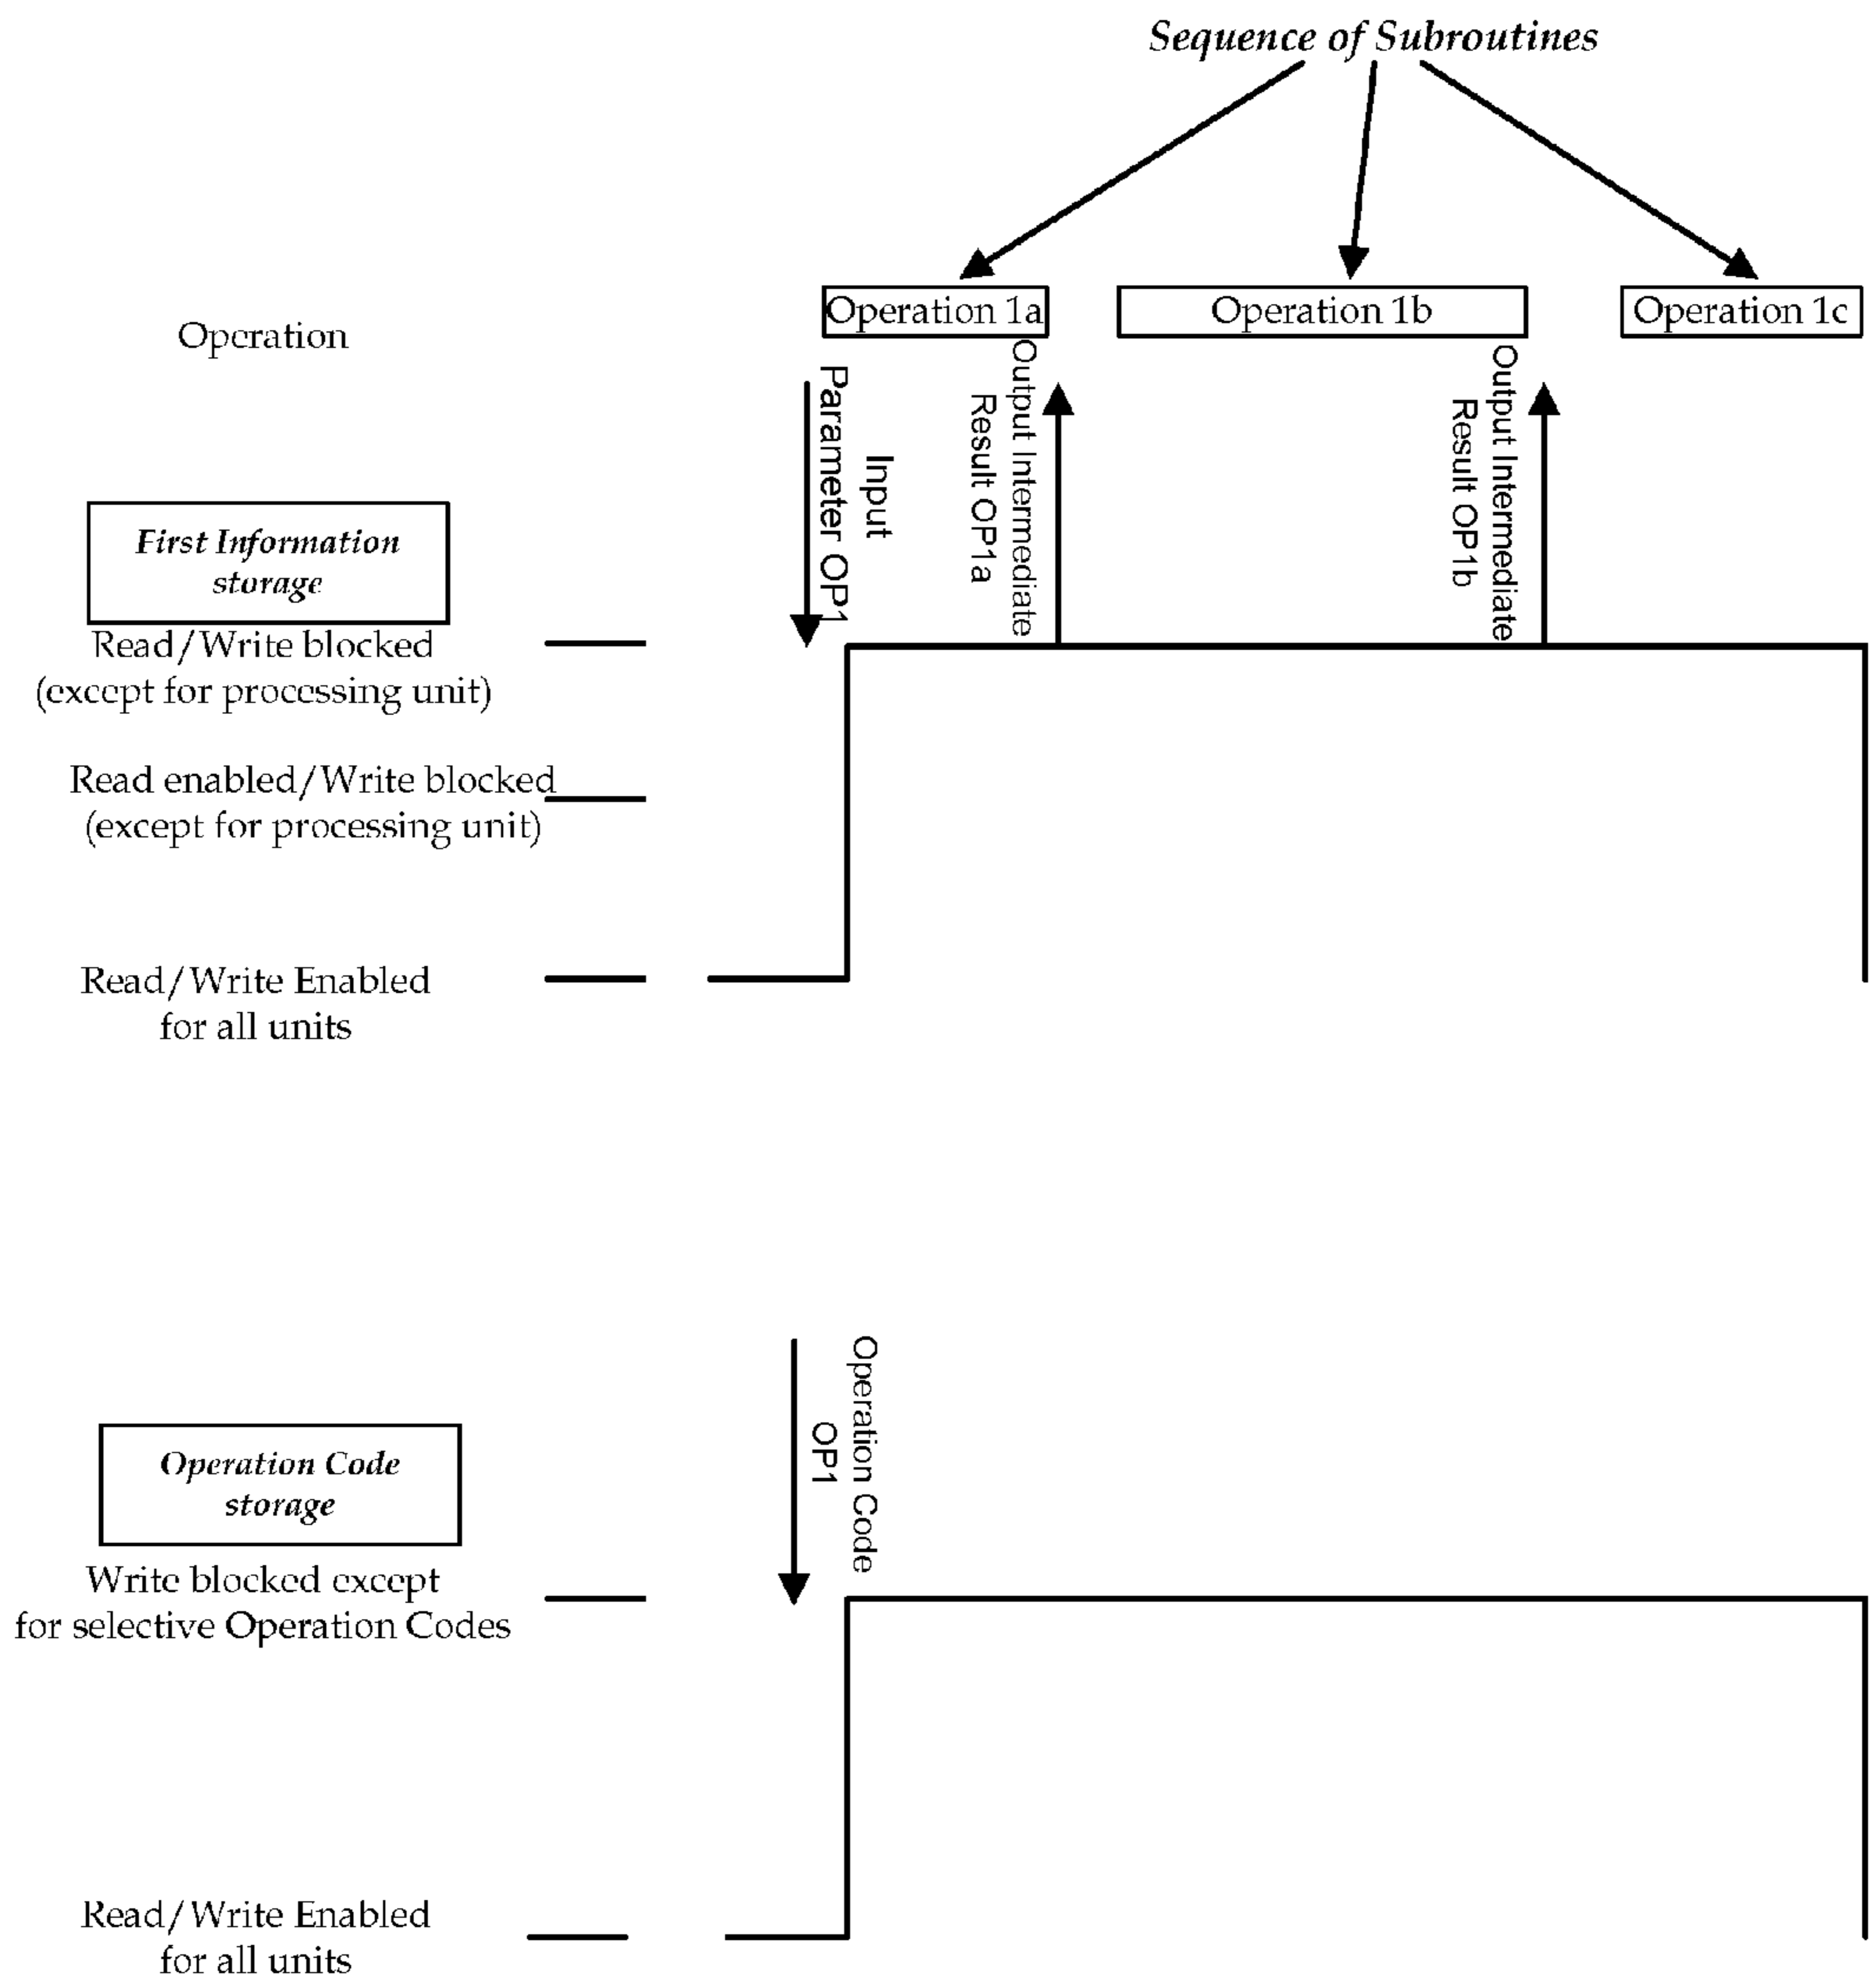 Sequence of Subroutines
Operation 1a
Operation 1b
Operation 1c
Operation
Input
Parameter OP1
Output Intermediate
Result OP1a
Output Intermediate
Result OP1b
First Information
storage
Read/Write blocked
(except for processing unit)
Read enabled/Write blocked
(except for processing unit)
Read/Write Enabled
for all units
Operation Code
OP1
Operation Code
storage
Write blocked except
for selective Operation Codes
Read/Write Enabled
for all units